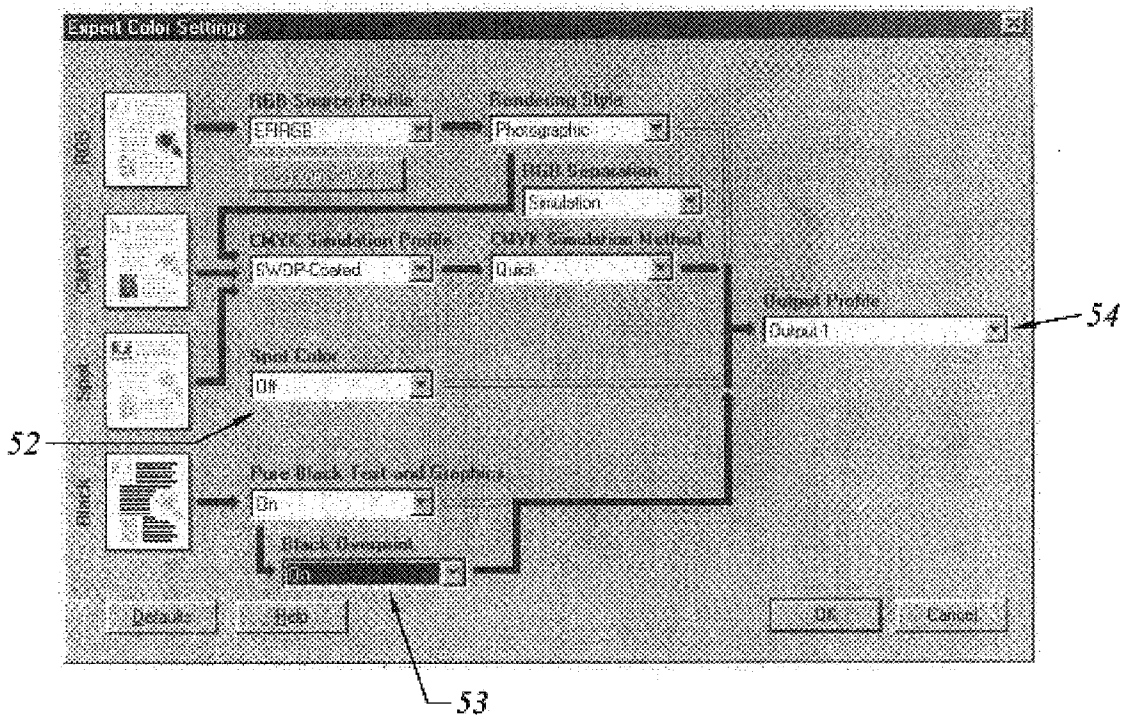 Expert Color Settings
RGB
RGB Source Profile
EFIRGB
Rendering Style
Photographic
RGB Separation
Simulation
CMYK
CMYK Simulation Profile
SWOP-Coated
CMYK Simulation Method
Quick
Output Profile
Output 1
54
Spot
Spot Color
Off
52
Black
Pure Black Text and Graphics
On
Black Overprint
On
Defaults
Help
OK
Cancel
53